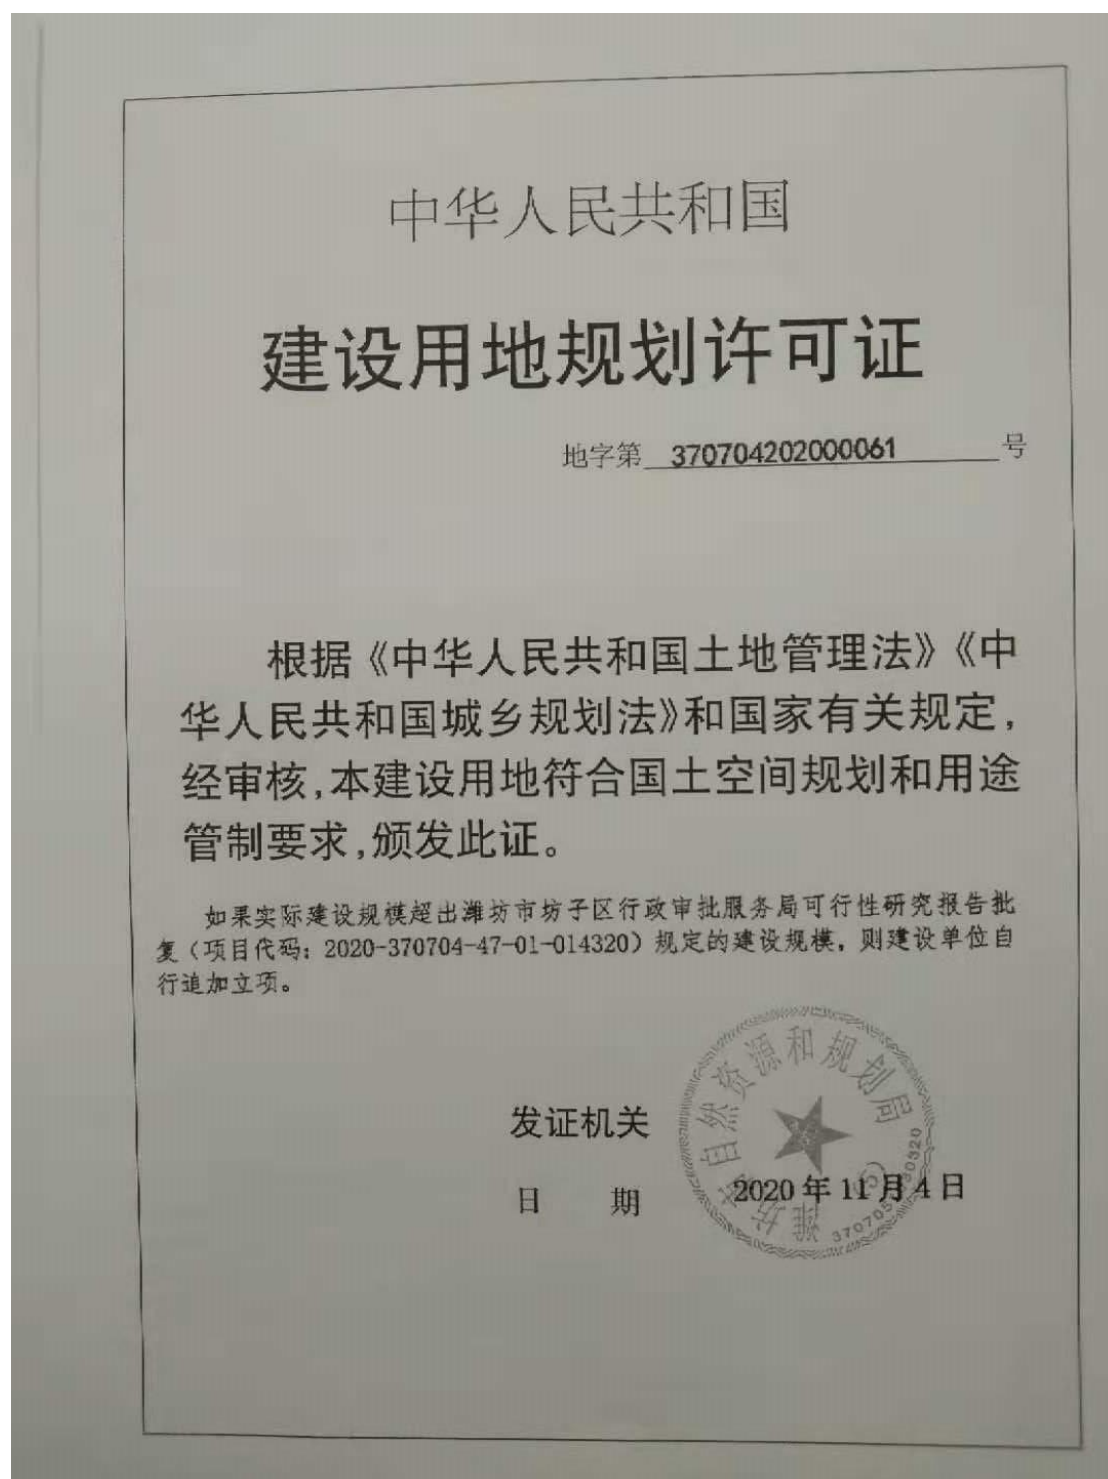 中华人民共和国
建设用地规划许可证
地字第 370704202000061 号
根据《中华人民共和国土地管理法》《中
华人民共和国城乡规划法》和国家有关规定，
经审核，本建设用地符合国土空间规划和用途
管制要求，颁发此证。
如果实际建设规模超出潍坊市坊子区行政审批服务局可行性研究报告批
复（项目代码：2020-370704-47-01-014320）规定的建设规模，则建设单位自
行追加立项。
潍坊市自然资源和规划局
发证机关
日 期 2020年11月4日
(5)